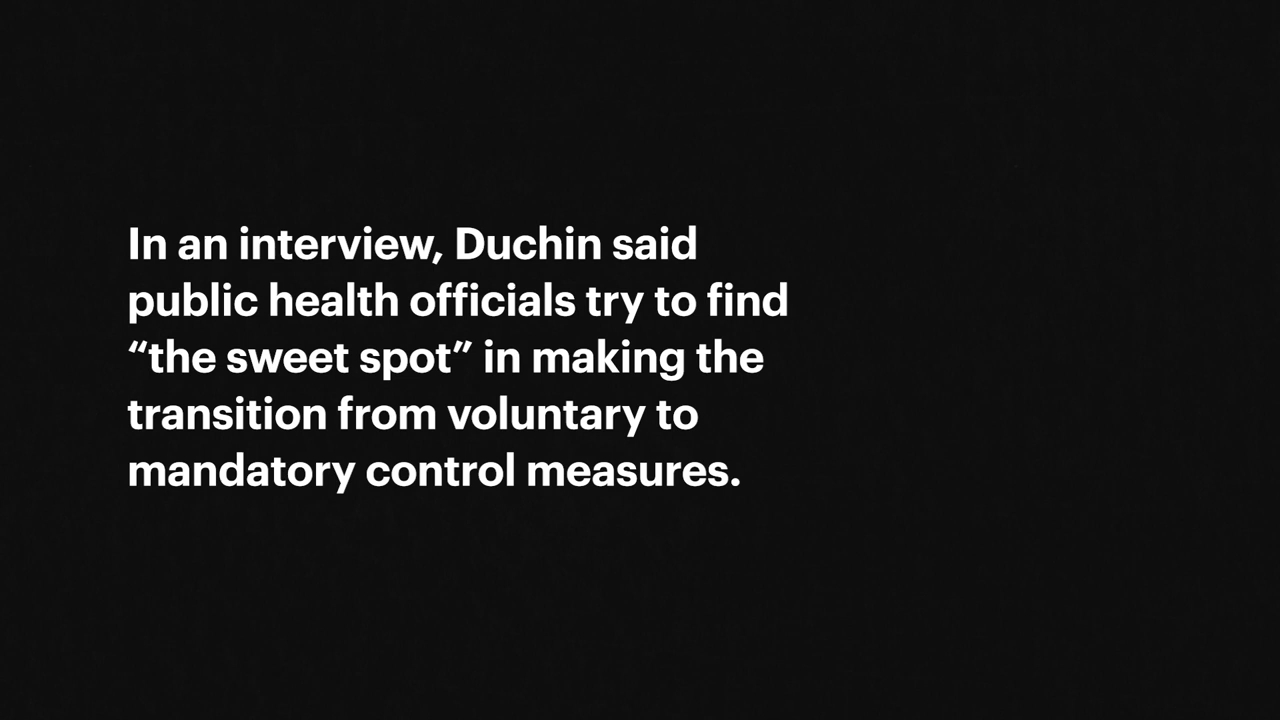 In an interview, Duchin said
public health officials try to find
“the sweet spot” in making the
transition from voluntary to
mandatory control measures.